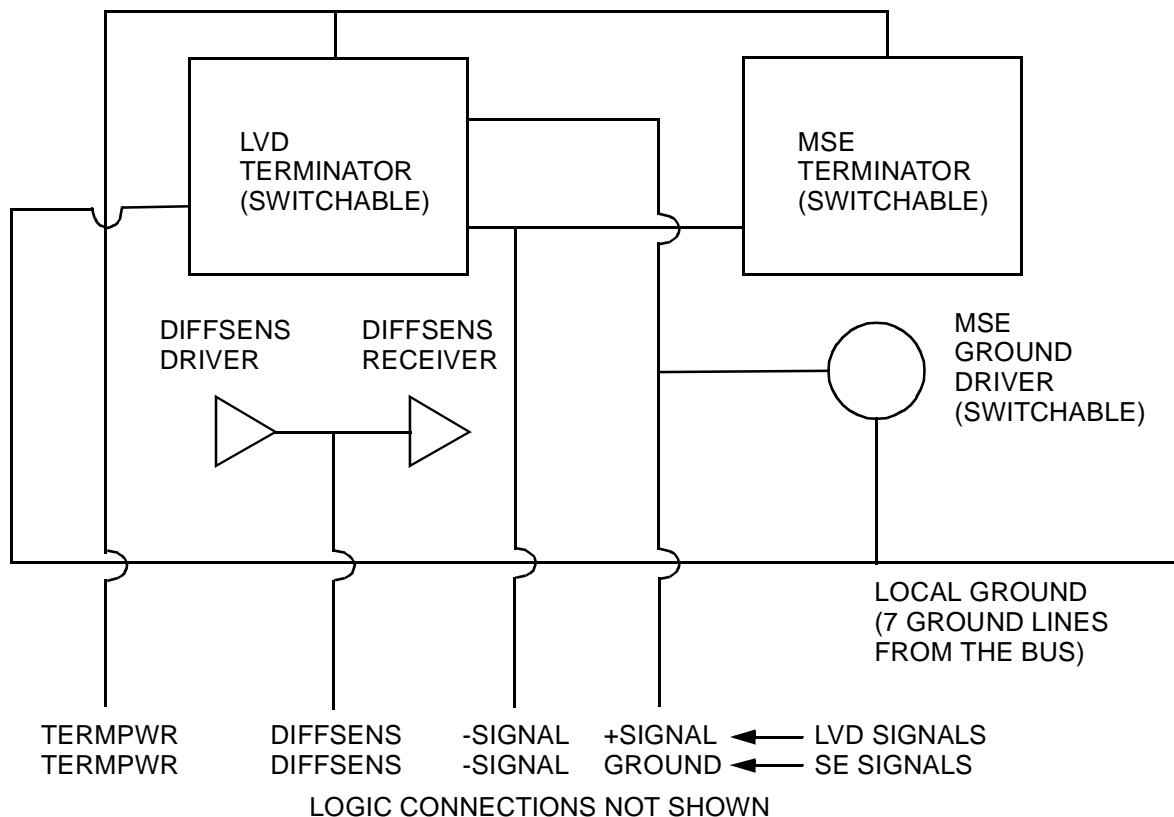 LVD
TERMINATOR
(SWITCHABLE)
MSE
TERMINATOR
(SWITCHABLE)
DIFFSENS
DRIVER
DIFFSENS
RECEIVER
MSE
GROUND
DRIVER
(SWITCHABLE)
LOCAL GROUND
(7 GROUND LINES
FROM THE BUS)
TERMPWR DIFFSENS -SIGNAL +SIGNAL LVD SIGNALS
TERMPWR DIFFSENS -SIGNAL GROUND SE SIGNALS
LOGIC CONNECTIONS NOT SHOWN